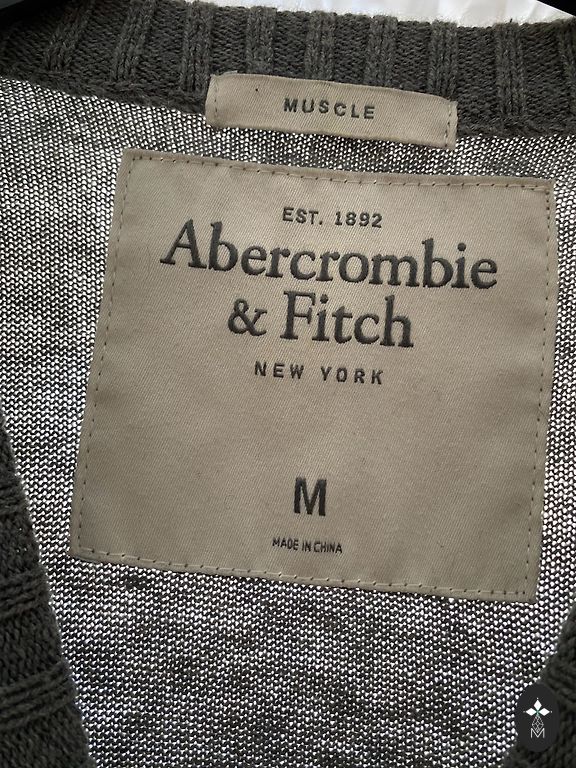 MUSCLE
EST. 1892
Abercrombie
& Fitch
NEW YORK
M
MADE IN CHINA
M